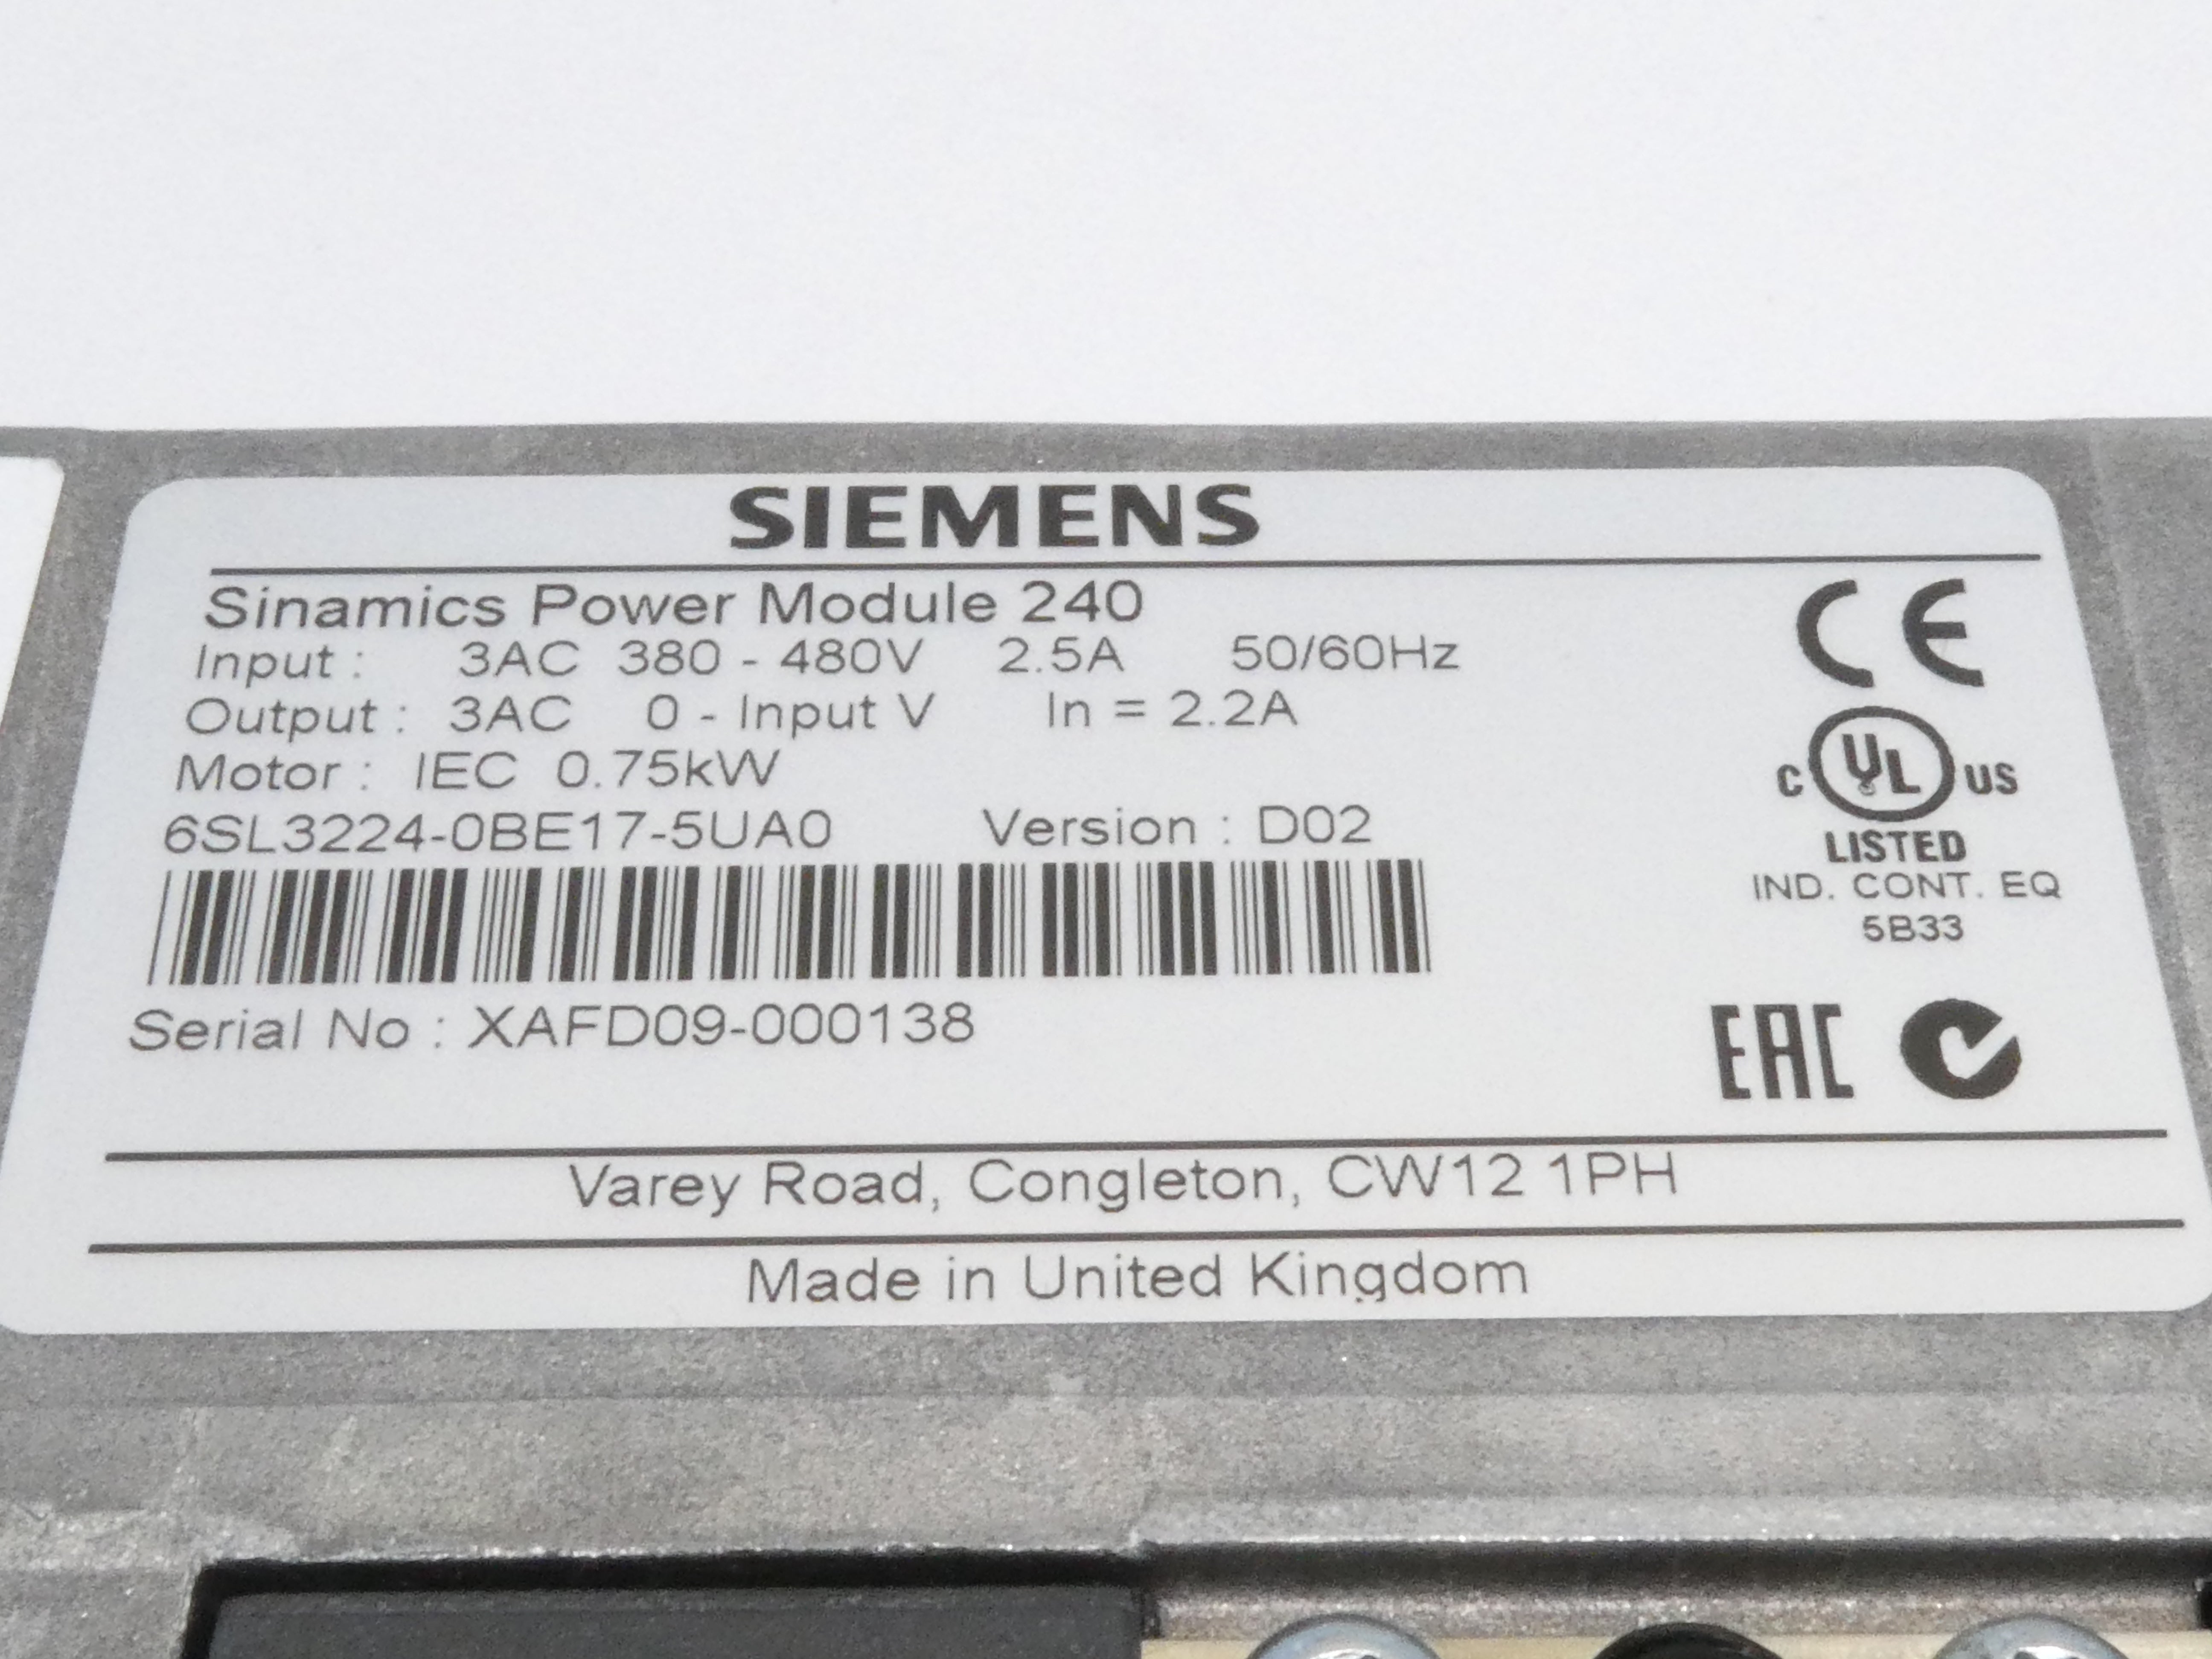 SIEMENS
Sinamics Power Module 240
Input : 3AC 380 - 480V 2.5A 50/60Hz
Output : 3AC 0 - Input V In = 2.2A
Motor : IEC 0.75kW
6SL3224-0BE17-5UA0 Version : D02
Serial No : XAFD09-000138
CE
C UL US
LISTED
IND. CONT. EQ
5B33
EAC
Varey Road, Congleton, CW12 1PH
Made in United Kingdom